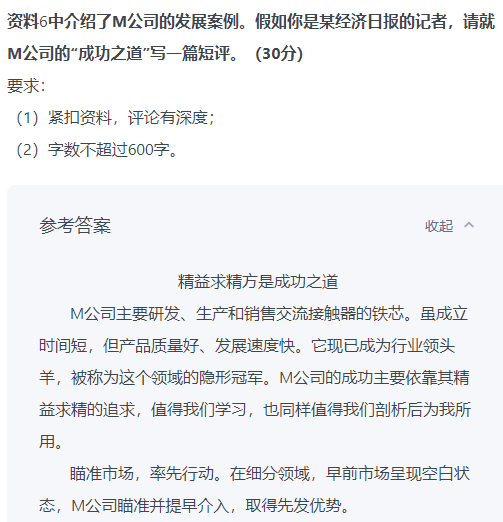 资料6中介绍了M公司的发展案例。假如你是某经济日报的记者，请就
M公司的“成功之道”写一篇短评。（30分）
要求：
（1）紧扣资料，评论有深度；
（2）字数不超过600字。
参考答案
收起
精益求精方是成功之道
M公司主要研发、生产和销售交流接触器的铁芯。虽成立
时间短，但产品质量好、发展速度快。它现已成为行业领头
羊，被称为这个领域的隐形冠军。M公司的成功主要依靠其精
益求精的追求，值得我们学习，也同样值得我们剖析后为我所
用。
瞄准市场，率先行动。在细分领域，早前市场呈现空白状
态，M公司瞄准并提早介入，取得先发优势。